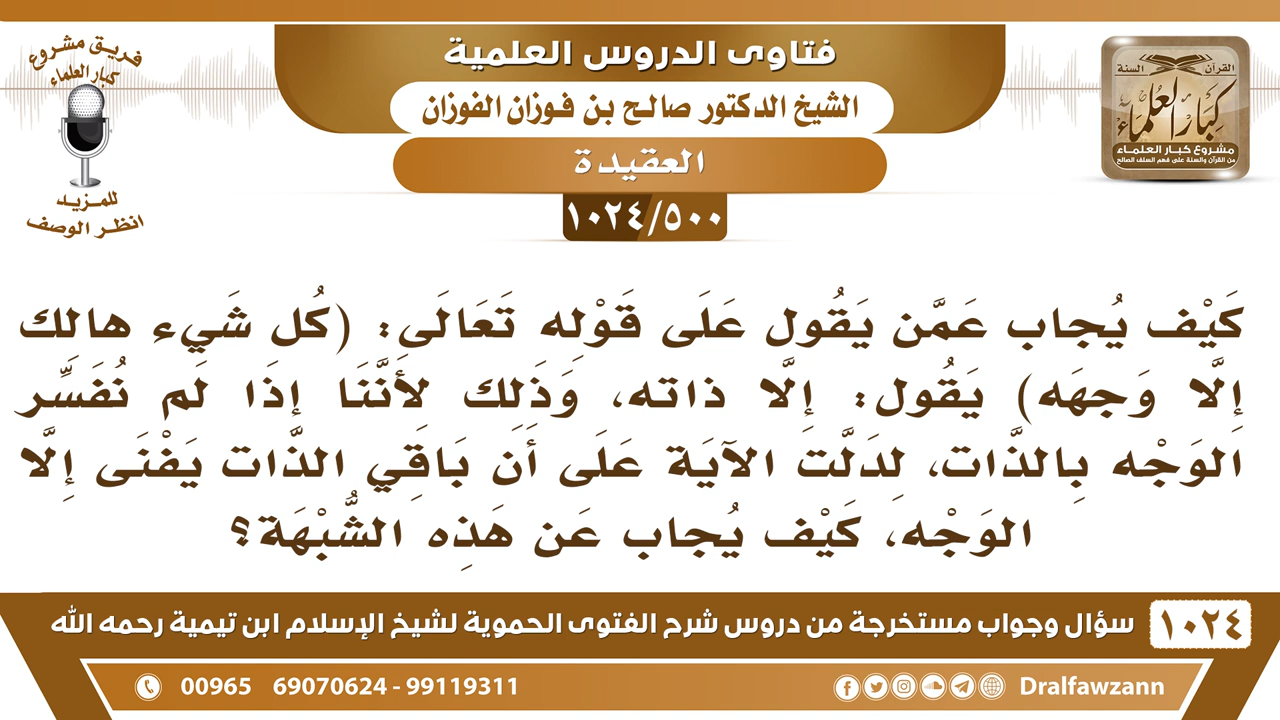 فتاوى الدروس العلمية
الشيخ الدكتور صالح بن فوزان الفوزان
العقيدة
١٠٢٤/٥٠٠
فريق مشروع
كبار العلماء
للمزيد
انظر الوصف
القرآن السنة
كبار العلماء
مشروع كبار العلماء
من القرآن والسنة على فهم السلف الصالح
كَيْف يُجاب عَمَّن يَقُول عَلَى قَوْله تَعَالَى: (كُل شَيء هالك
إِلَّا وَجهَه) يَقُول: إِلَّا ذاته، وَذَلِك لأَنَّنَا إِذَا لَم نُفَسِّر
الوَجْه بِالذَّات، لِدَلَّت الآيَة عَلَى أَن بَاقِي الذَّات يَفْنَى إِلَّا
الوَجْه، كَيْف يُجاب عَن هَذِه الشُّبْهَة؟
١٠٢٤ سؤال وجواب مستخرجة من دروس شرح الفتوى الحموية لشيخ الإسلام ابن تيمية رحمه الله
00965 69070624 - 99119311
Dralfawzann